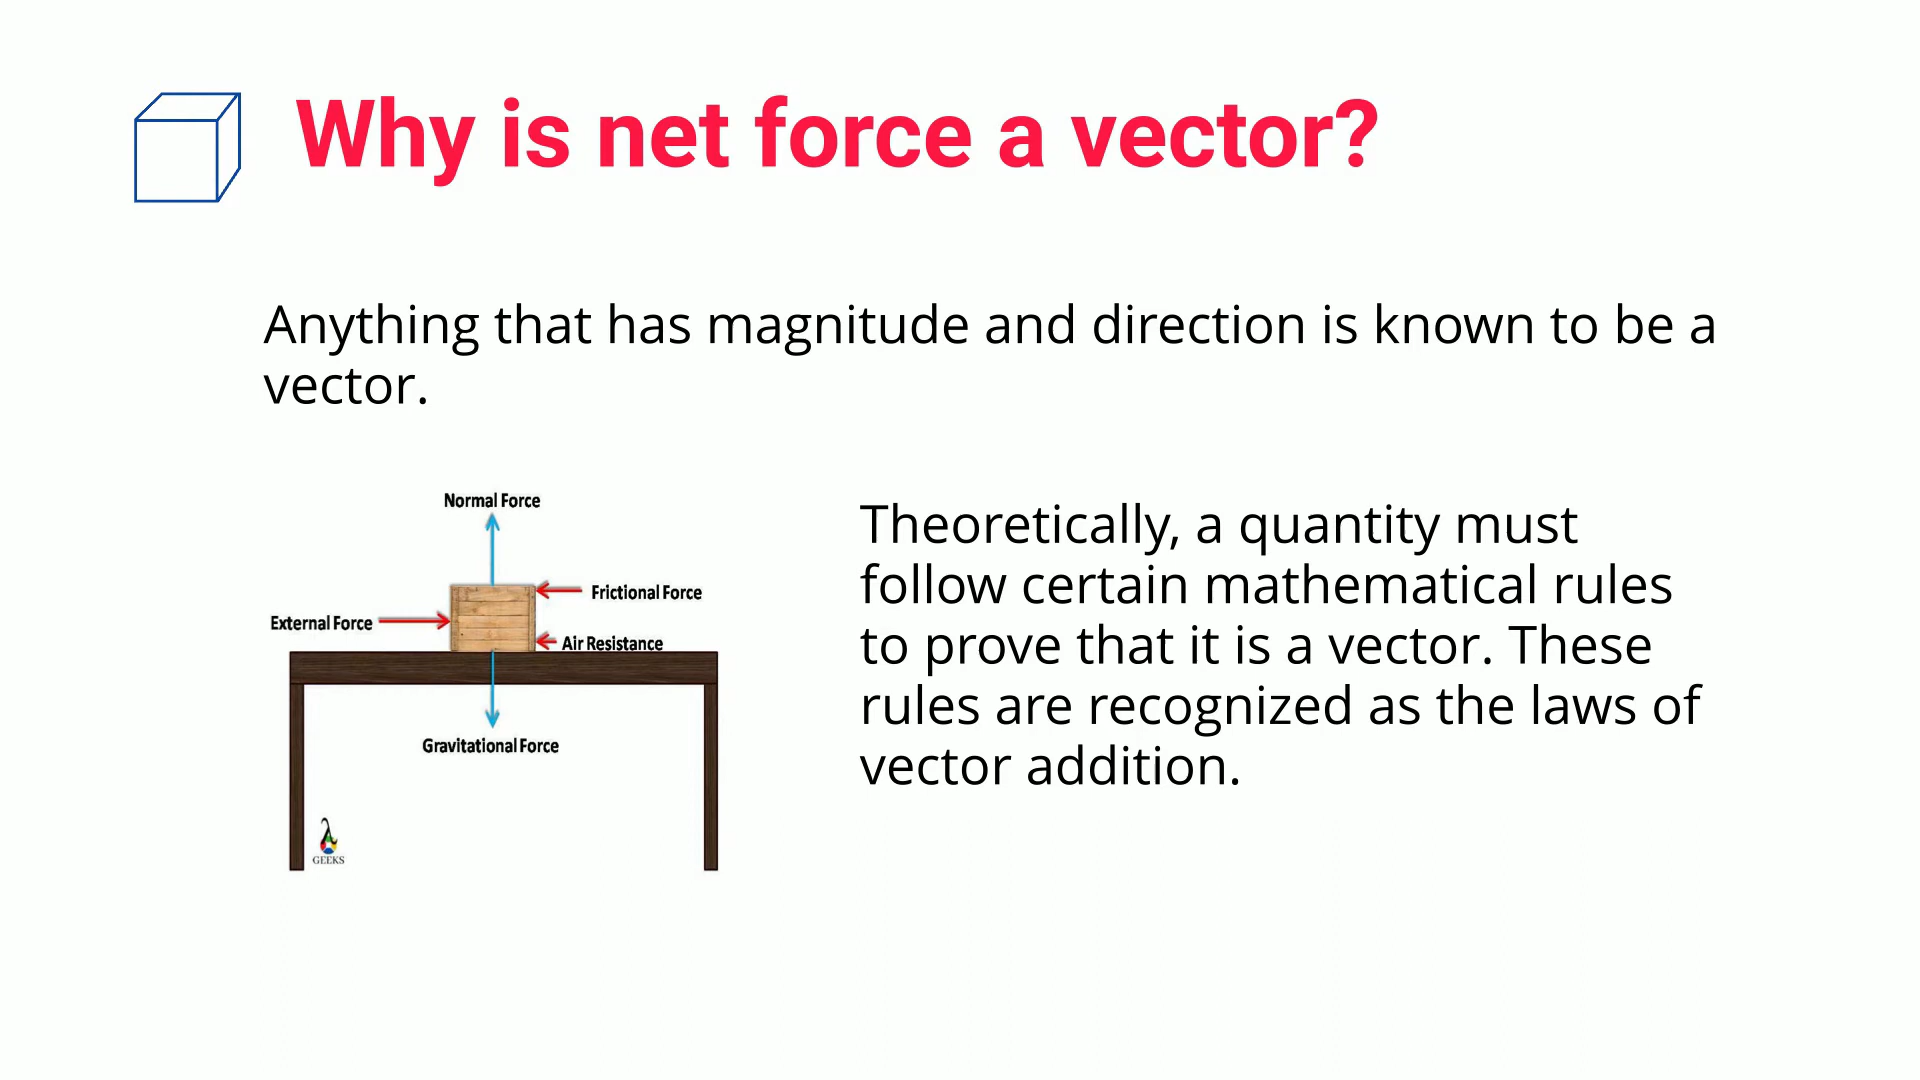 Why is net force a vector?
Anything that has magnitude and direction is known to be a
vector.
Normal Force
Frictional Force
External Force
Air Resistance
Gravitational Force
GEEKS
Theoretically, a quantity must
follow certain mathematical rules
to prove that it is a vector. These
rules are recognized as the laws of
vector addition.